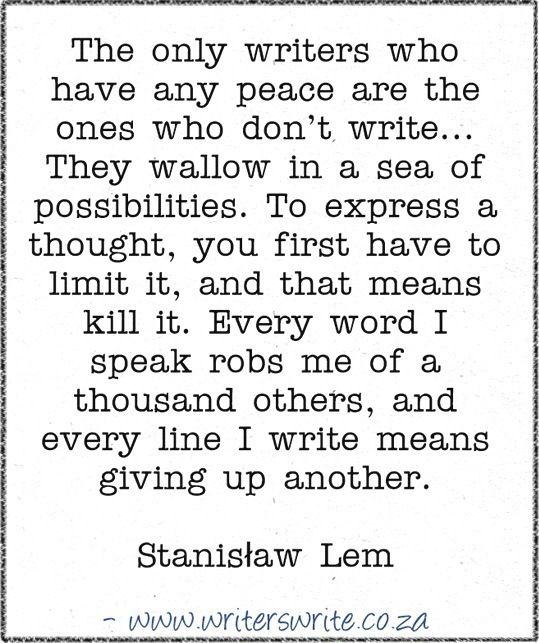 The only writers who
have any peace are the
ones who don't write...
They wallow in a sea of
possibilities. To express a
thought, you first have to
limit it, and that means
kill it. Every word I
speak robs me of a
thousand others, and
every line I write means
giving up another.
Stanisław Lem
- www.writerswrite.co.za